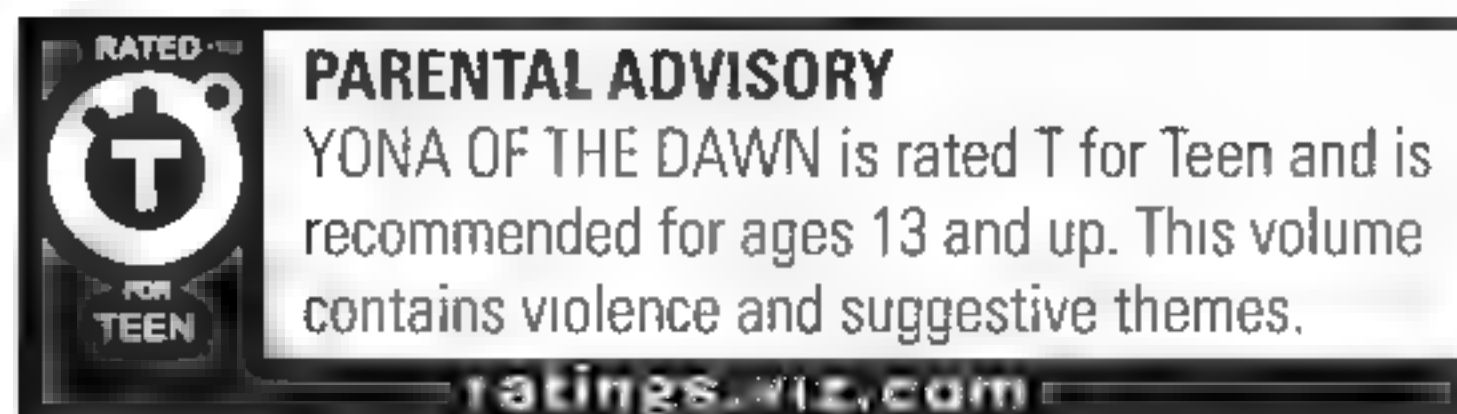 RATED
T
FOR
TEEN
PARENTAL ADVISORY
YONA OF THE DAWN is rated T for Teen and is
recommended for ages 13 and up. This volume
contains violence and suggestive themes.
ratings.viz.com